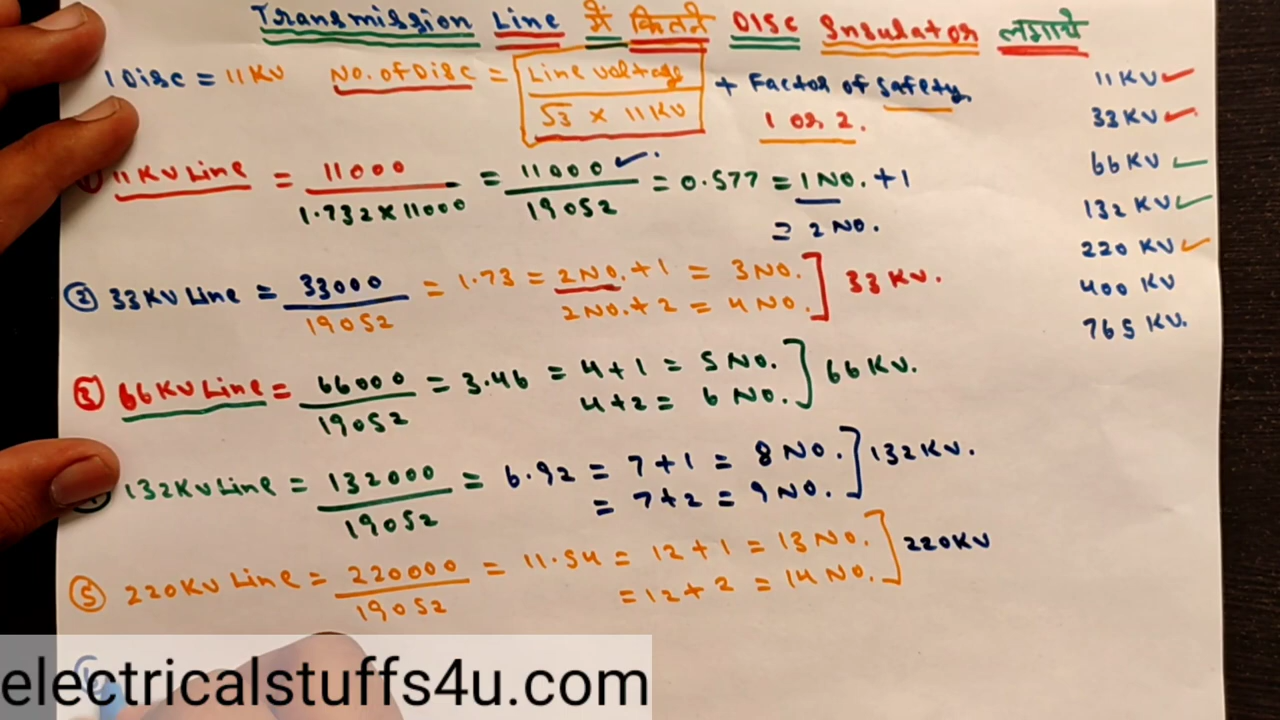 Transmission Line में कितने Disc Insulator लगाये
1 Disc = 11 KV No. of Disc = Line voltage / √3 x 11 KV + Factor of Safety.
1 or 2.
11 KV ✓
33 KV ✓
66 KV ✓
132 KV ✓
220 KV ✓
400 KV
765 KV.
11 KV Line = 11000 / 1.732 x 11000 = 11000 ✓ / 19052 = 0.577 = 1 No. + 1
= 2 No.
② 33 KV Line = 33000 / 19052 = 1.73 = 2 No. + 1 = 3 No.
2 No. + 2 = 4 No. ] 33 KV.
③ 66 KV Line = 66000 / 19052 = 3.46 = 4 + 1 = 5 No.
4 + 2 = 6 No. ] 66 KV.
132 KV Line = 132000 / 19052 = 6.92 = 7 + 1 = 8 No.
= 7 + 2 = 9 No. ] 132 KV.
⑤ 220 KV Line = 220000 / 19052 = 11.54 = 12 + 1 = 13 No.
= 12 + 2 = 14 No. ] 220 KV
electricalstuffs4u.com